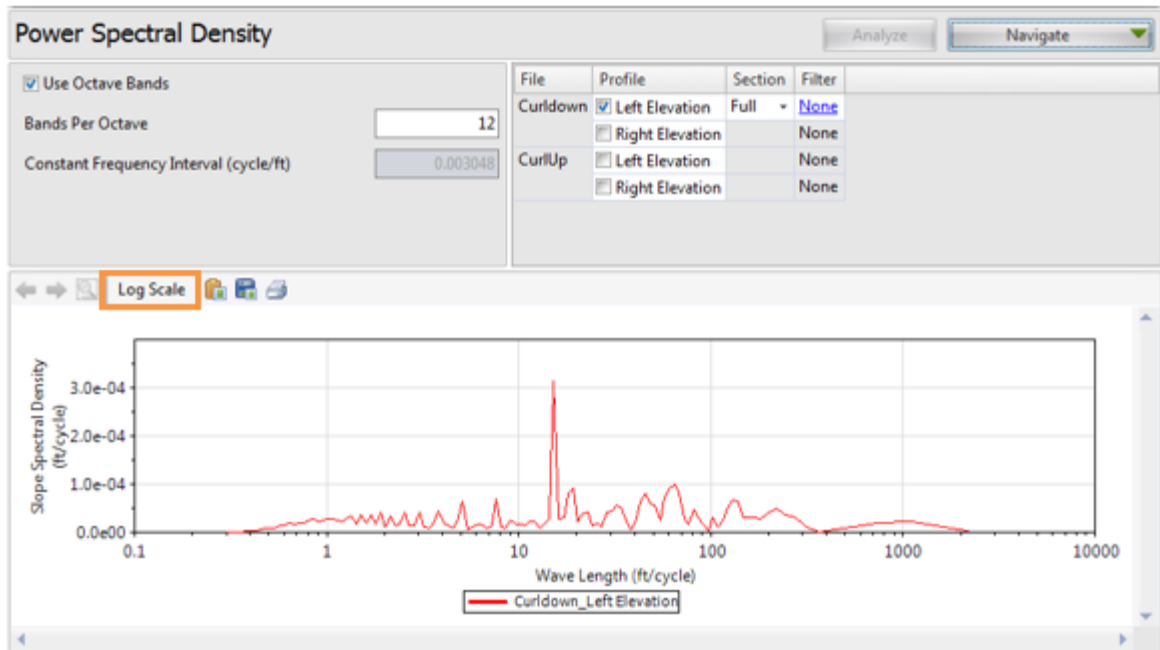 Power Spectral Density
Analyze
Navigate
Use Octave Bands
Bands Per Octave
12
Constant Frequency Interval (cycle/ft)
0.003048
File Profile Section Filter
Curldown Left Elevation Full None
Right Elevation None
CurlUp Left Elevation None
Right Elevation None
Log Scale
Slope Spectral Density
(ft/cycle)
3.0e-04
2.0e-04
1.0e-04
0.0e00
0.1 1 10 100 1000 10000
Wave Length (ft/cycle)
Curldown_Left Elevation